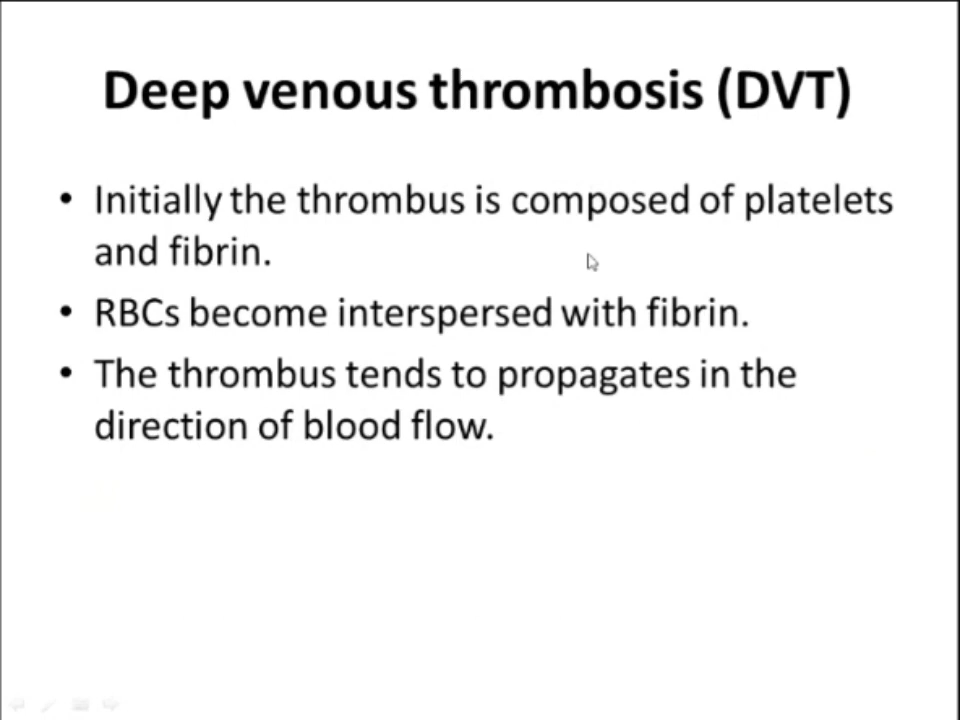 Deep venous thrombosis (DVT)
• Initially the thrombus is composed of platelets
and fibrin.
• RBCs become interspersed with fibrin.
• The thrombus tends to propagates in the
direction of blood flow.